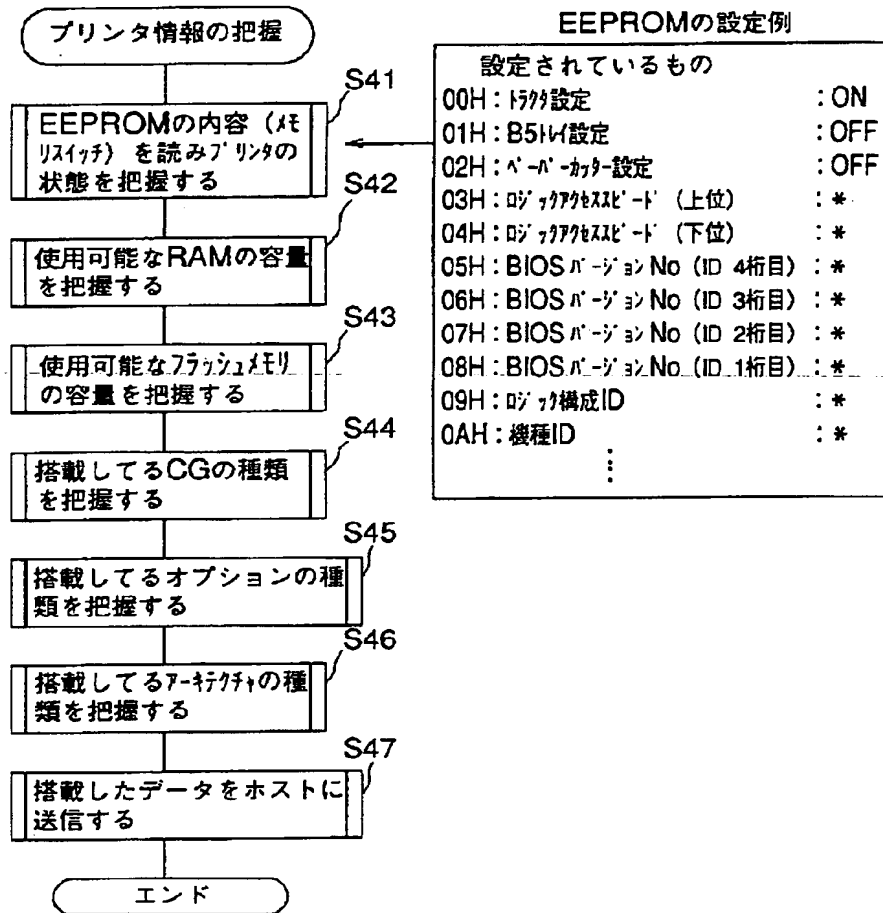 プリンタ情報の把握
S41
EEPROMの内容（ﾒﾓ
ﾘｽｲｯﾁ）を読みﾌﾟﾘﾝﾀの
状態を把握する
S42
使用可能なRAMの容量
を把握する
S43
使用可能なﾌﾗｯｼｭﾒﾓﾘ
の容量を把握する
S44
搭載してるCGの種類
を把握する
S45
搭載してるオプションの種
類を把握する
S46
搭載してるｱｰｷﾃｸﾁｬの種
類を把握する
S47
搭載したデータをホストに
送信する
エンド
EEPROMの設定例
設定されているもの
00H：ﾄﾗｸﾀ設定 ：ON
01H：B5ﾄﾚｲ設定 ：OFF
02H：ﾍﾟｰﾊﾟｰｶｯﾀｰ設定 ：OFF
03H：ﾛｼﾞｯｸｱｸｾｽｽﾋﾟｰﾄﾞ（上位） ：*
04H：ﾛｼﾞｯｸｱｸｾｽｽﾋﾟｰﾄﾞ（下位） ：*
05H：BIOSﾊﾞｰｼﾞｮﾝNo（ID 4桁目）：*
06H：BIOSﾊﾞｰｼﾞｮﾝNo（ID 3桁目）：*
07H：BIOSﾊﾞｰｼﾞｮﾝNo（ID 2桁目）：*
08H：BIOSﾊﾞｰｼﾞｮﾝNo（ID 1桁目）：*
09H：ﾛｼﾞｯｸ構成ID ：*
0AH：機種ID ：*
⋮